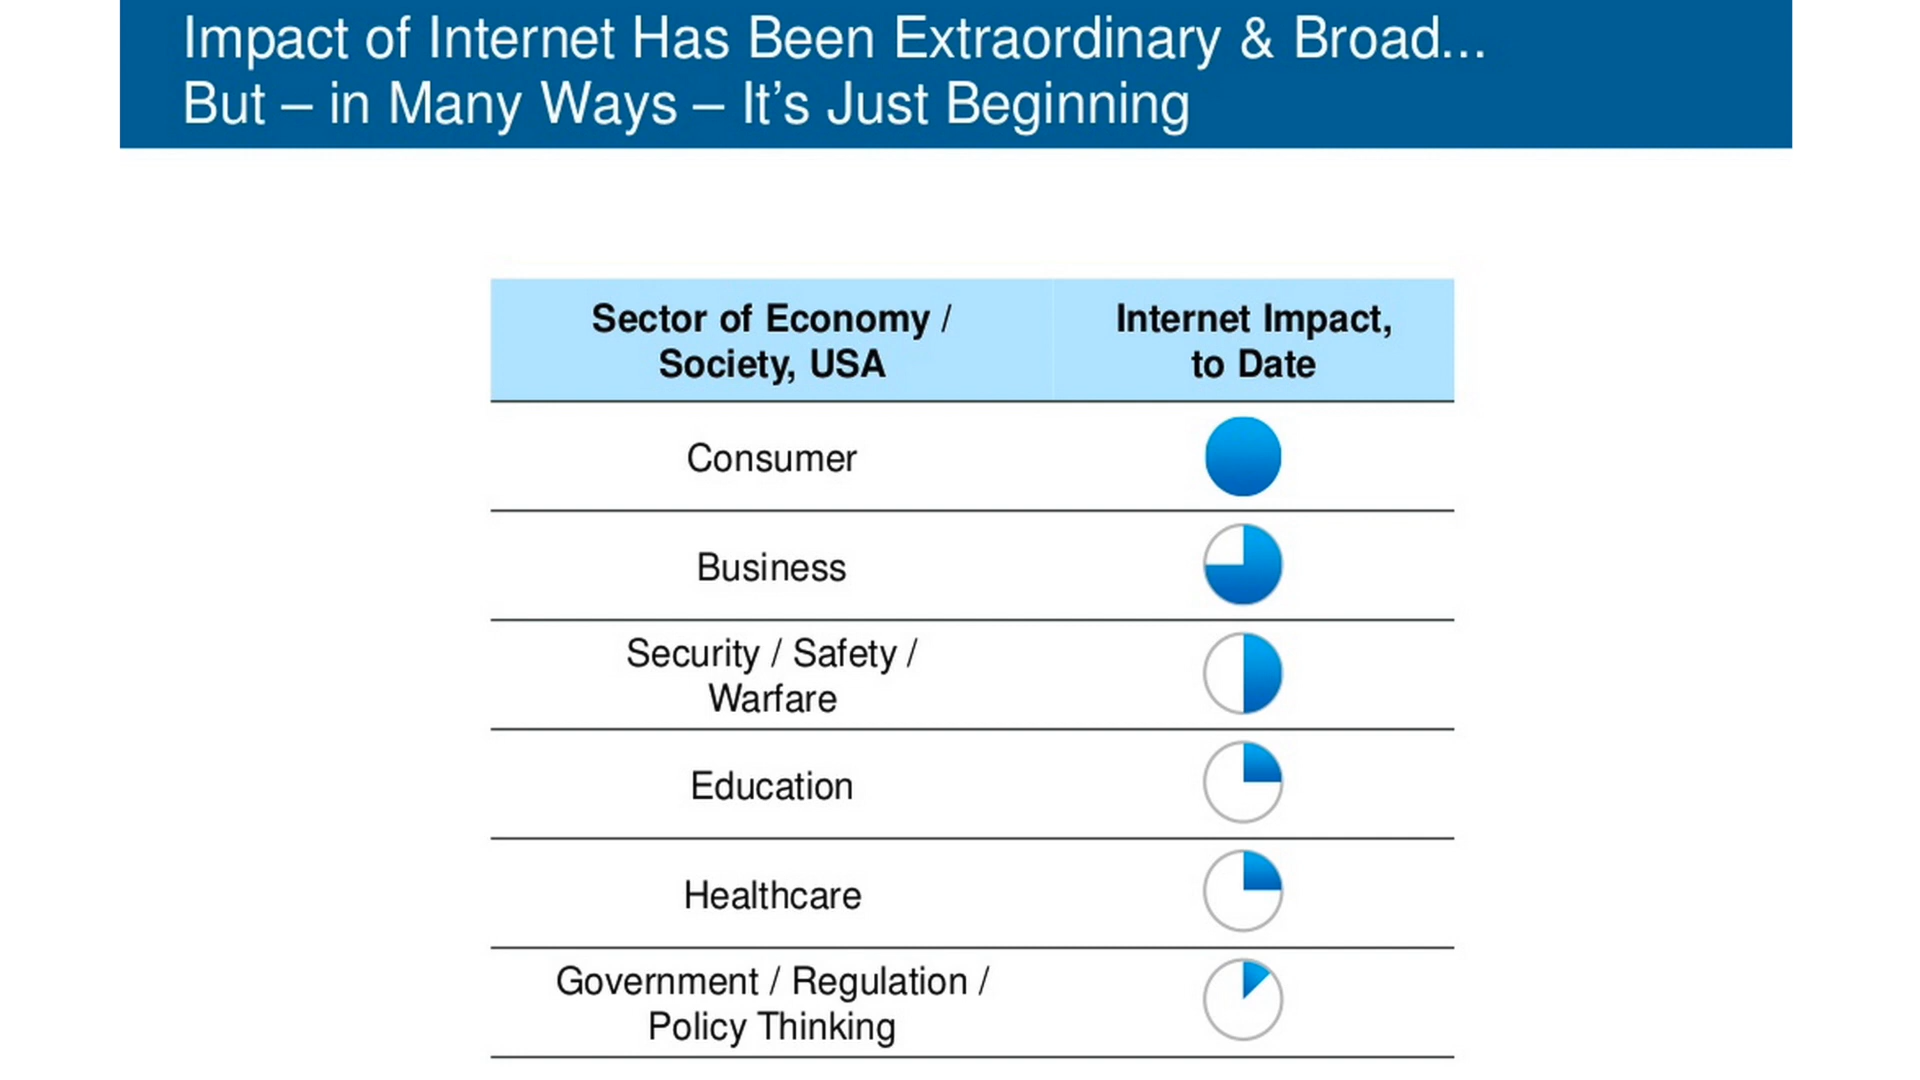 Impact of Internet Has Been Extraordinary & Broad...
But – in Many Ways – It’s Just Beginning
Sector of Economy /
Society, USA
Internet Impact,
to Date
Consumer
Business
Security / Safety /
Warfare
Education
Healthcare
Government / Regulation /
Policy Thinking